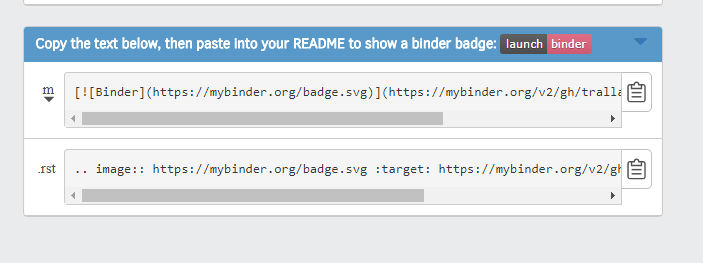 Copy the text below, then paste into your README to show a binder badge: launch binder
m
[![Binder](https://mybinder.org/badge.svg)](https://mybinder.org/v2/gh/tralla
.rst
.. image:: https://mybinder.org/badge.svg :target: https://mybinder.org/v2/gh